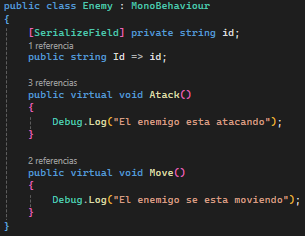 public class Enemy : MonoBehaviour
{
[SerializeField] private string id;
1 referencia
public string Id => id;
3 referencias
public virtual void Atack()
{
Debug.Log("El enemigo esta atacando");
}
2 referencias
public virtual void Move()
{
Debug.Log("El enemigo se esta moviendo");
}
}